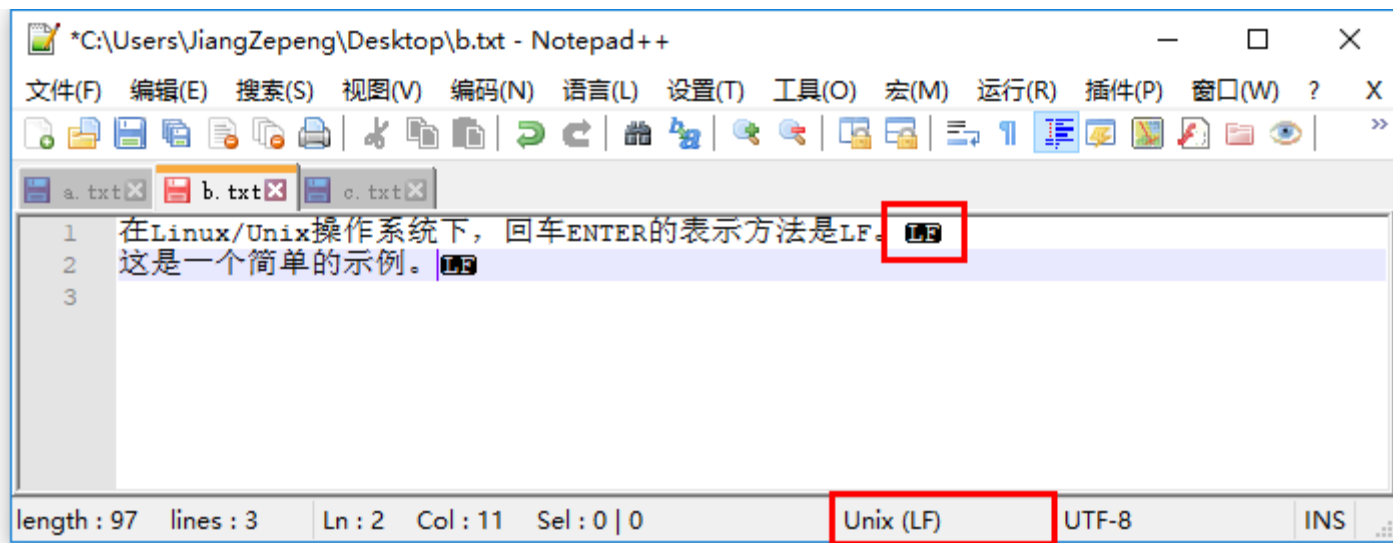 *C:\Users\JiangZepeng\Desktop\b.txt - Notepad++
文件(F) 编辑(E) 搜索(S) 视图(V) 编码(N) 语言(L) 设置(T) 工具(O) 宏(M) 运行(R) 插件(P) 窗口(W) ? X
a.txt b.txt c.txt
1 在Linux/Unix操作系统下，回车ENTER的表示方法是LF。LF
2 这是一个简单的示例。LF
3
length : 97 lines : 3 Ln : 2 Col : 11 Sel : 0 | 0 Unix (LF) UTF-8 INS